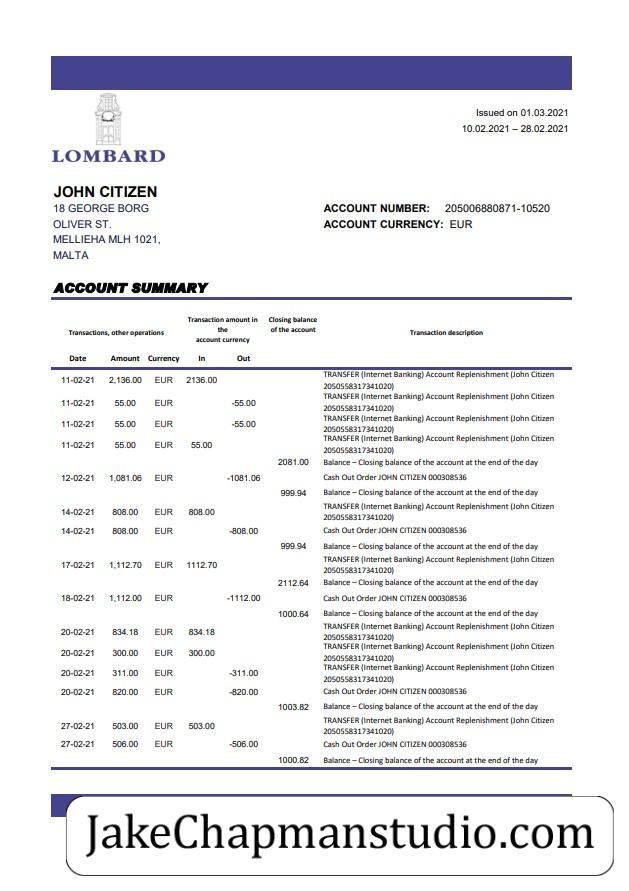 Issued on 01.03.2021
10.02.2021 – 28.02.2021
LOMBARD
JOHN CITIZEN
18 GEORGE BORG
OLIVER ST.
MELLIEHA MLH 1021,
MALTA
ACCOUNT NUMBER: 205006880871-10520
ACCOUNT CURRENCY: EUR
ACCOUNT SUMMARY
Transactions, other operations
Transaction amount in
the
account currency
Closing balance
of the account
Transaction description
Date Amount Currency In Out
11-02-21 2,136.00 EUR 2136.00 TRANSFER (Internet Banking) Account Replenishment (John Citizen
2050558317341020)
11-02-21 55.00 EUR -55.00 TRANSFER (Internet Banking) Account Replenishment (John Citizen
2050558317341020)
11-02-21 55.00 EUR -55.00 TRANSFER (Internet Banking) Account Replenishment (John Citizen
2050558317341020)
11-02-21 55.00 EUR 55.00 TRANSFER (Internet Banking) Account Replenishment (John Citizen
2050558317341020)
2081.00 Balance – Closing balance of the account at the end of the day
12-02-21 1,081.06 EUR -1081.06 Cash Out Order JOHN CITIZEN 000308536
999.94 Balance – Closing balance of the account at the end of the day
14-02-21 808.00 EUR 808.00 TRANSFER (Internet Banking) Account Replenishment (John Citizen
2050558317341020)
14-02-21 808.00 EUR -808.00 Cash Out Order JOHN CITIZEN 000308536
999.94 Balance – Closing balance of the account at the end of the day
17-02-21 1,112.70 EUR 1112.70 TRANSFER (Internet Banking) Account Replenishment (John Citizen
2050558317341020)
2112.64 Balance – Closing balance of the account at the end of the day
18-02-21 1,112.00 EUR -1112.00 Cash Out Order JOHN CITIZEN 000308536
1000.64 Balance – Closing balance of the account at the end of the day
20-02-21 834.18 EUR 834.18 TRANSFER (Internet Banking) Account Replenishment (John Citizen
2050558317341020)
20-02-21 300.00 EUR 300.00 TRANSFER (Internet Banking) Account Replenishment (John Citizen
2050558317341020)
20-02-21 311.00 EUR -311.00 TRANSFER (Internet Banking) Account Replenishment (John Citizen
2050558317341020)
20-02-21 820.00 EUR -820.00 Cash Out Order JOHN CITIZEN 000308536
1003.82 Balance – Closing balance of the account at the end of the day
27-02-21 503.00 EUR 503.00 TRANSFER (Internet Banking) Account Replenishment (John Citizen
2050558317341020)
27-02-21 506.00 EUR -506.00 Cash Out Order JOHN CITIZEN 000308536
1000.82 Balance – Closing balance of the account at the end of the day
JakeChapmanstudio.com